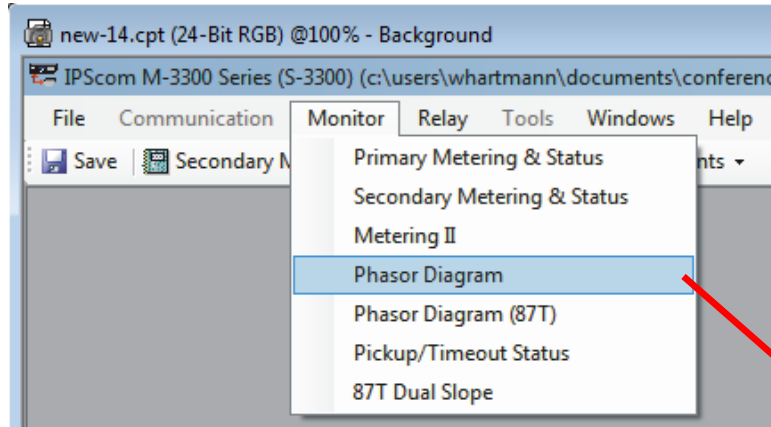 new-14.cpt (24-Bit RGB) @100% - Background
IPScom M-3300 Series (S-3300) (c:\users\whartmann\documents\conferenc
File Communication Monitor Relay Tools Windows Help
Save Secondary M nts
Primary Metering & Status
Secondary Metering & Status
Metering II
Phasor Diagram
Phasor Diagram (87T)
Pickup/Timeout Status
87T Dual Slope